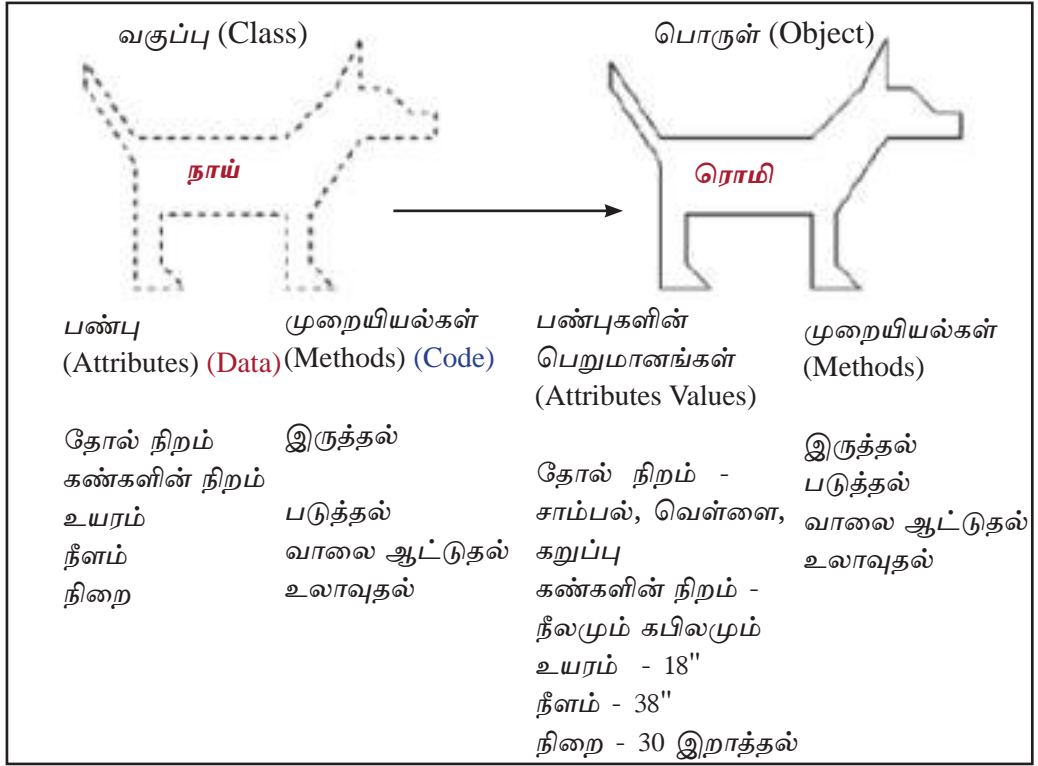 வகுப்பு (Class)
பொருள் (Object)
நாய்
ரொமி
பண்பு
(Attributes) (Data)
முறையியல்கள்
(Methods) (Code)
பண்புகளின்
பெறுமானங்கள்
(Attributes Values)
முறையியல்கள்
(Methods)
தோல் நிறம்
கண்களின் நிறம்
உயரம்
நீளம்
நிறை
இருத்தல்
படுத்தல்
வாலை ஆட்டுதல்
உலாவுதல்
தோல் நிறம் -
சாம்பல், வெள்ளை,
கறுப்பு
கண்களின் நிறம் -
நீலமும் கபிலமும்
உயரம் - 18"
நீளம் - 38"
நிறை - 30 இறாத்தல்
இருத்தல்
படுத்தல்
வாலை ஆட்டுதல்
உலாவுதல்